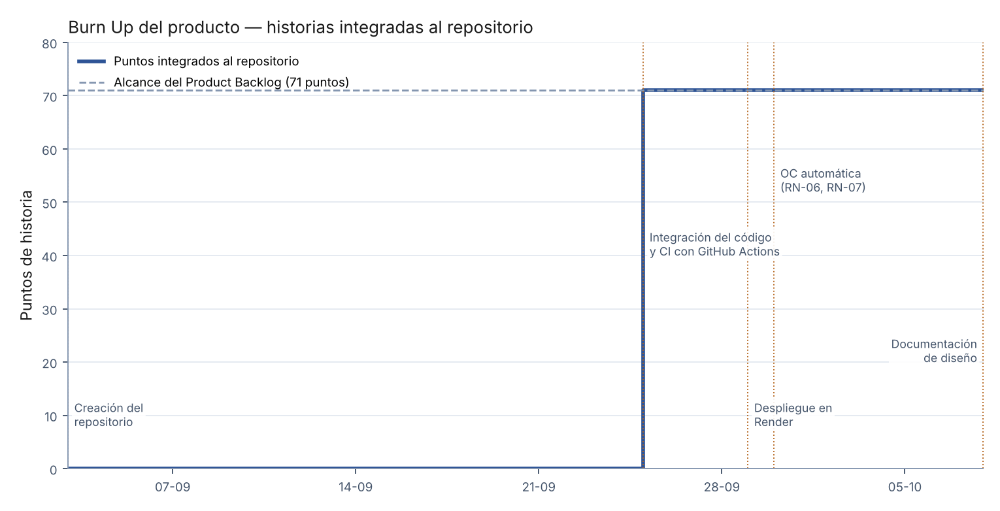 Burn Up del producto — historias integradas al repositorio
Puntos integrados al repositorio
Alcance del Product Backlog (71 puntos)
Puntos de historia
80
70
60
50
40
30
20
10
0
OC automática
(RN-06, RN-07)
Integración del código
y CI con GitHub Actions
Documentación
de diseño
Creación del
repositorio
Despliegue en
Render
07-09
14-09
21-09
28-09
05-10